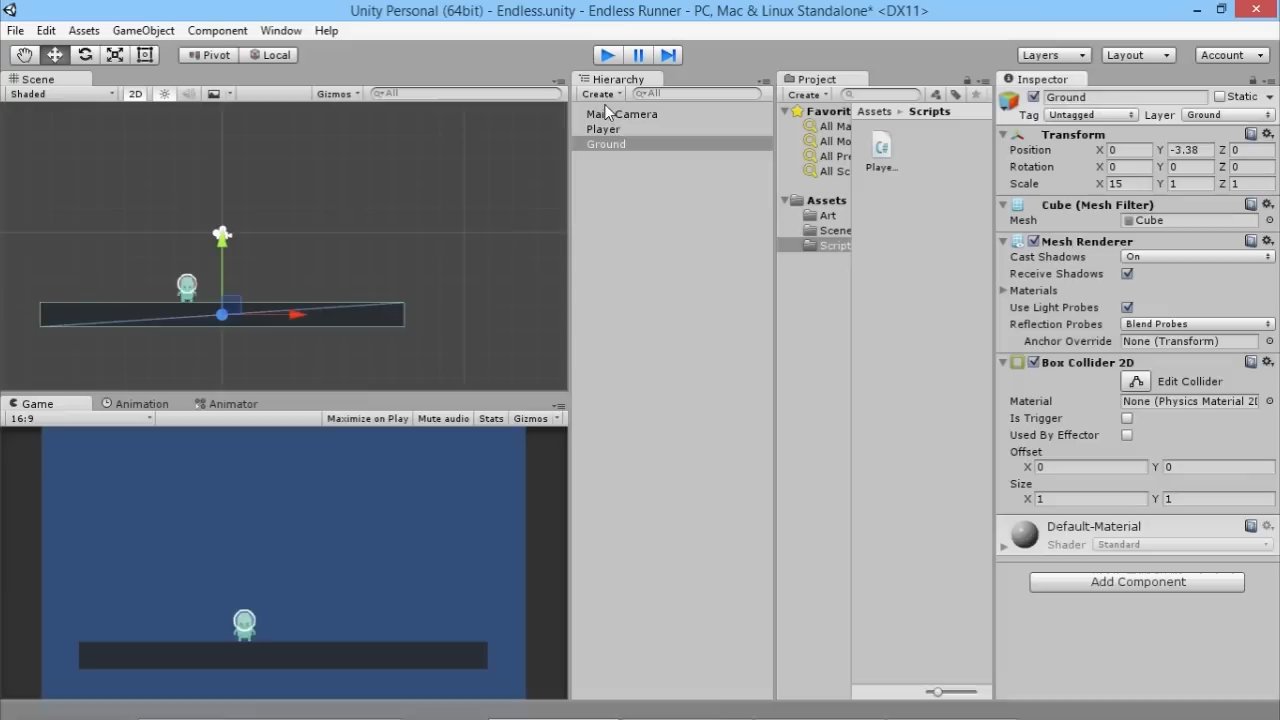 Unity Personal (64bit) - Endless.unity - Endless Runner - PC, Mac & Linux Standalone* <DX11>
File Edit Assets GameObject Component Window Help
Pivot Local Layers Layout Account
Scene
Shaded 2D Gizmos All
Hierarchy
Create All
Main Camera
Player
Ground
Project
Create
Favorit
All Ma
All Mo
All Pre
All Sc
Assets
Art
Scene
Script
Assets Scripts
C#
Playe...
Inspector
Ground Static
Tag Untagged Layer Ground
Transform
Position X 0 Y -3.38 Z 0
Rotation X 0 Y 0 Z 0
Scale X 15 Y 1 Z 1
Cube (Mesh Filter)
Mesh Cube
Mesh Renderer
Cast Shadows On
Receive Shadows
Materials
Use Light Probes
Reflection Probes Blend Probes
Anchor Override None (Transform)
Box Collider 2D
Edit Collider
Material None (Physics Material 2D
Is Trigger
Used By Effector
Offset
X 0 Y 0
Size
X 1 Y 1
Default-Material
Shader Standard
Add Component
Game Animation Animator
16:9 Maximize on Play Mute audio Stats Gizmos